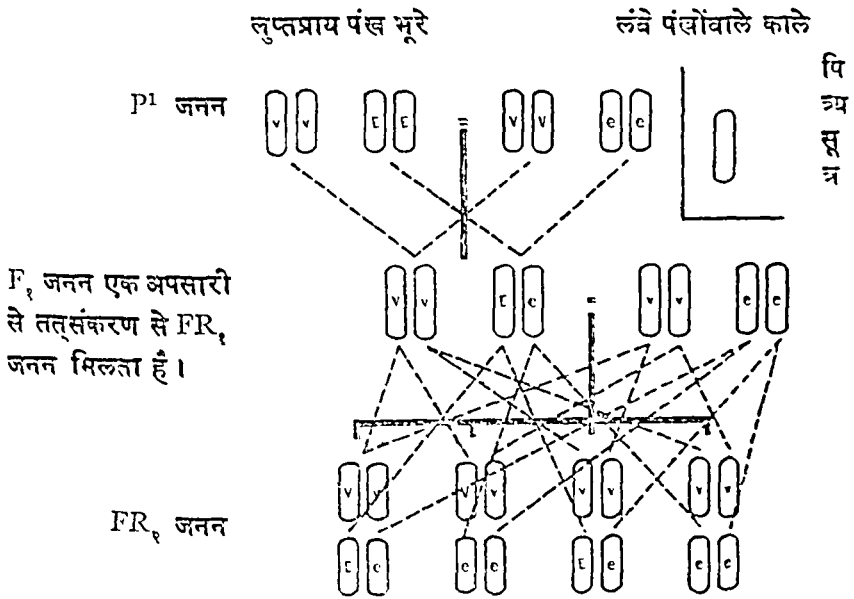 लुप्तप्राय पंख भूरे
लंबे पंखोंवाले काले
P1 जनन
v v E E V V e e
पि
त्र्य
सू
त्र
F₁ जनन एक अपसारी
से तत्संकरण से FR₁
जनन मिलता है।
V v E e v v e e
FR₁ जनन
V v V v v v v v
E e e e E e e e